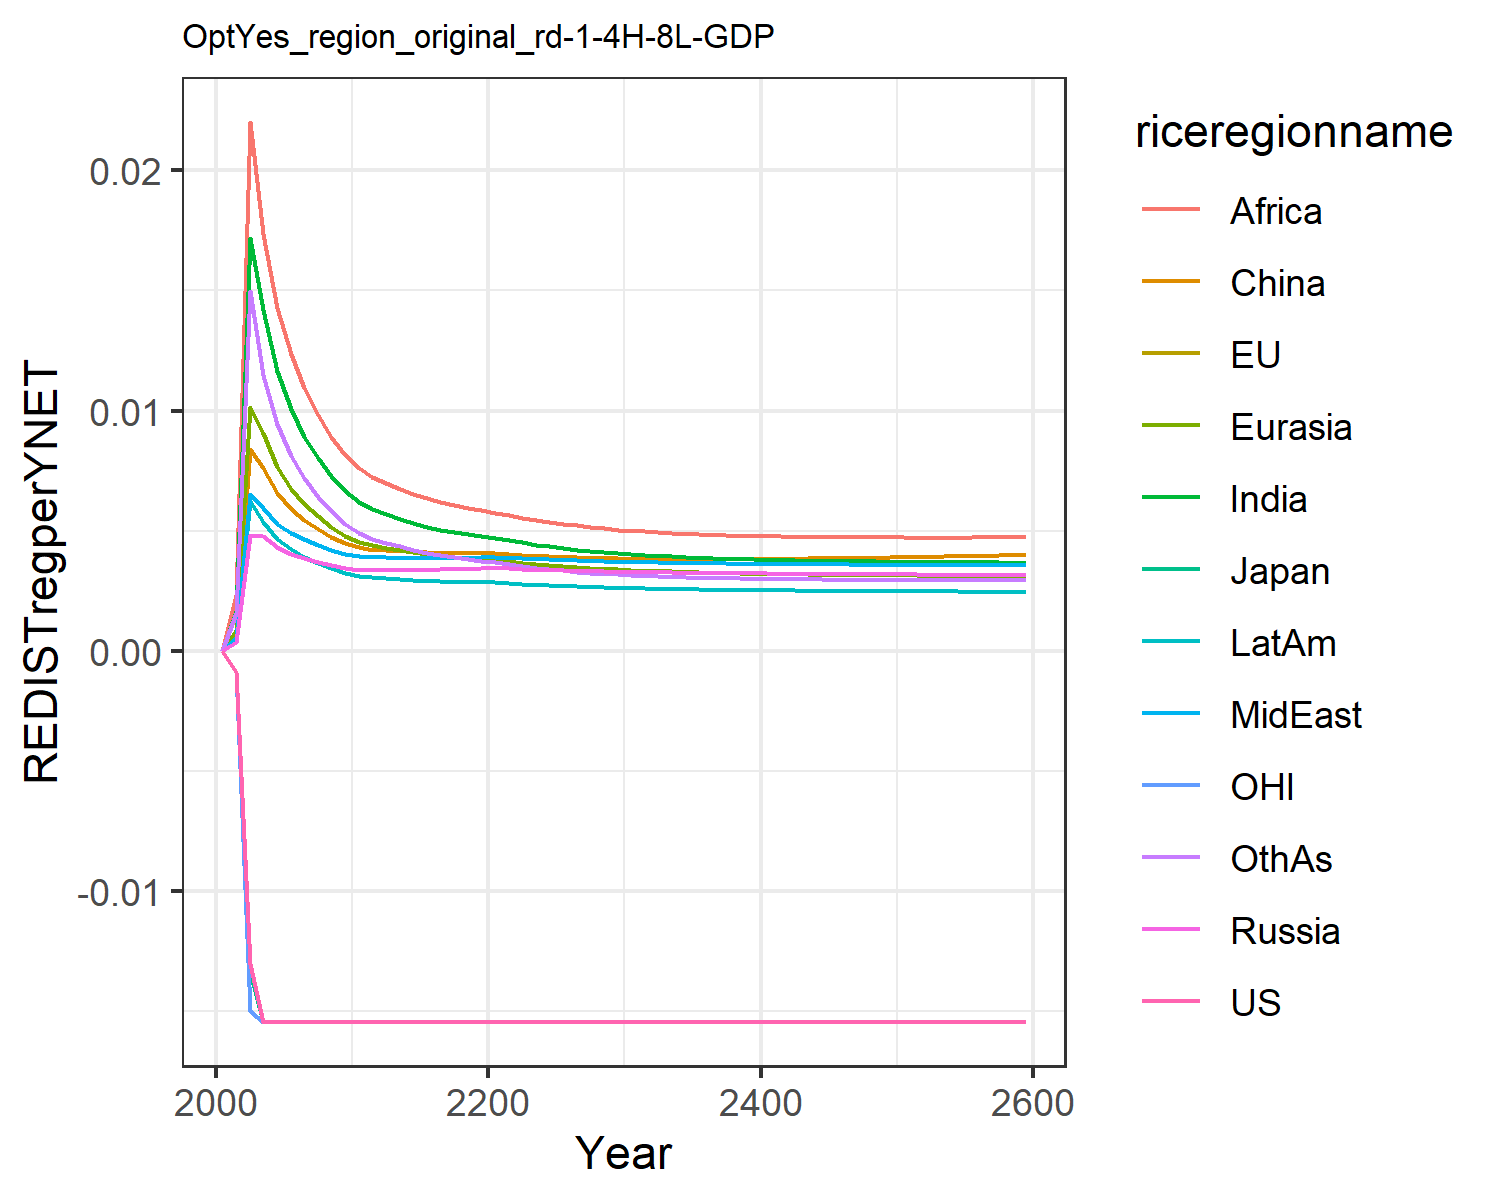 OptYes_region_original_rd-1-4H-8L-GDP
REDISTregperYNET
0.02
0.01
0.00
-0.01
2000 2200 2400 2600
Year
riceregionname
Africa
China
EU
Eurasia
India
Japan
LatAm
MidEast
OHI
OthAs
Russia
US